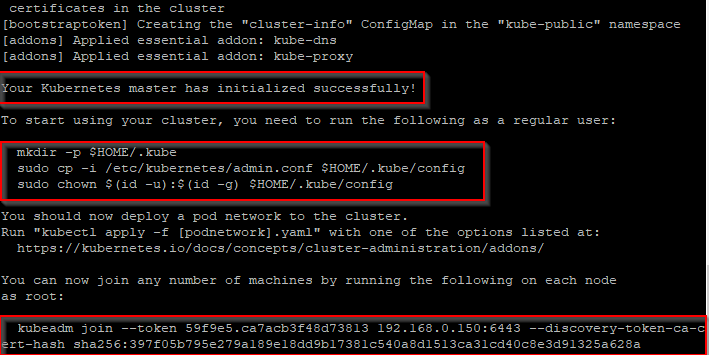 certificates in the cluster
[bootstraptoken] Creating the "cluster-info" ConfigMap in the "kube-public" namespace
[addons] Applied essential addon: kube-dns
[addons] Applied essential addon: kube-proxy
Your Kubernetes master has initialized successfully!
To start using your cluster, you need to run the following as a regular user:
mkdir -p $HOME/.kube
sudo cp -i /etc/kubernetes/admin.conf $HOME/.kube/config
sudo chown $(id -u):$(id -g) $HOME/.kube/config
You should now deploy a pod network to the cluster.
Run "kubectl apply -f [podnetwork].yaml" with one of the options listed at:
https://kubernetes.io/docs/concepts/cluster-administration/addons/
You can now join any number of machines by running the following on each node
as root:
kubeadm join --token 59f9e5.ca7acb3f48d73813 192.168.0.150:6443 --discovery-token-ca-c
ert-hash sha256:397f05b795e279a189e18dd9b17381c540a8d1513ca31cd40c8e3d91325a628a